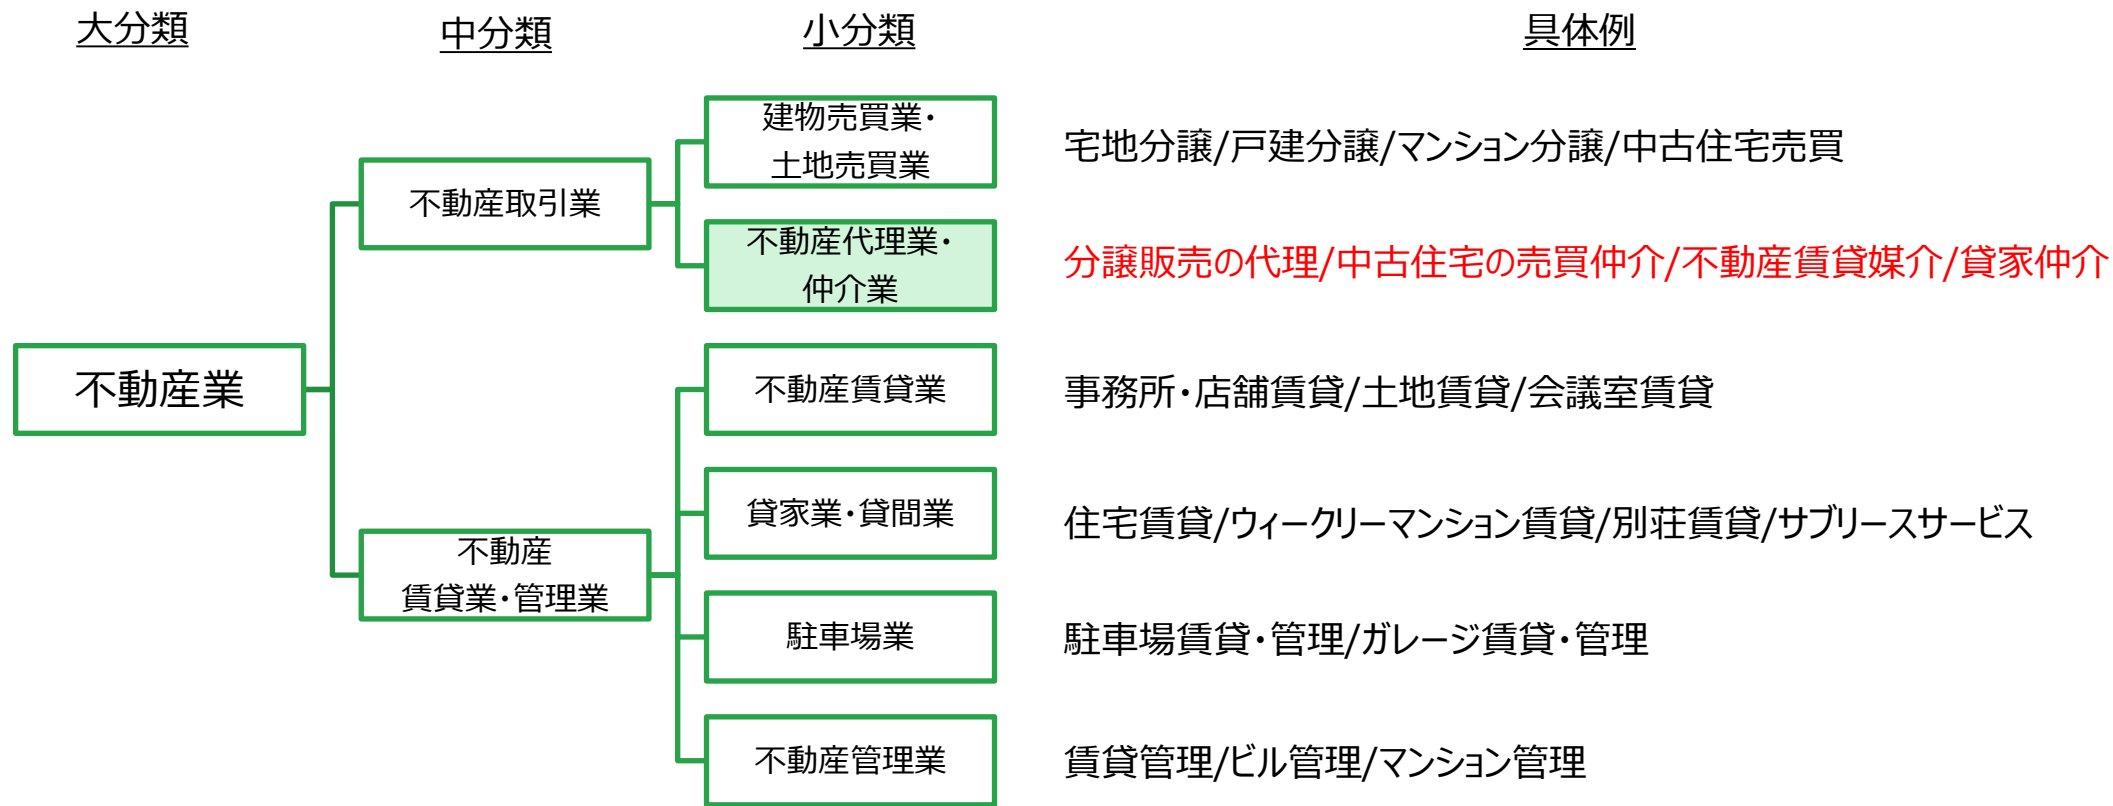 大分類
中分類
小分類
具体例
建物売買業・
土地売買業
宅地分譲/戸建分譲/マンション分譲/中古住宅売買
不動産取引業
不動産代理業・
仲介業
分譲販売の代理/中古住宅の売買仲介/不動産賃貸媒介/貸家仲介
不動産業
不動産賃貸業
事務所・店舗賃貸/土地賃貸/会議室賃貸
貸家業・貸間業
住宅賃貸/ウィークリーマンション賃貸/別荘賃貸/サブリースサービス
不動産
賃貸業・管理業
駐車場業
駐車場賃貸・管理/ガレージ賃貸・管理
不動産管理業
賃貸管理/ビル管理/マンション管理